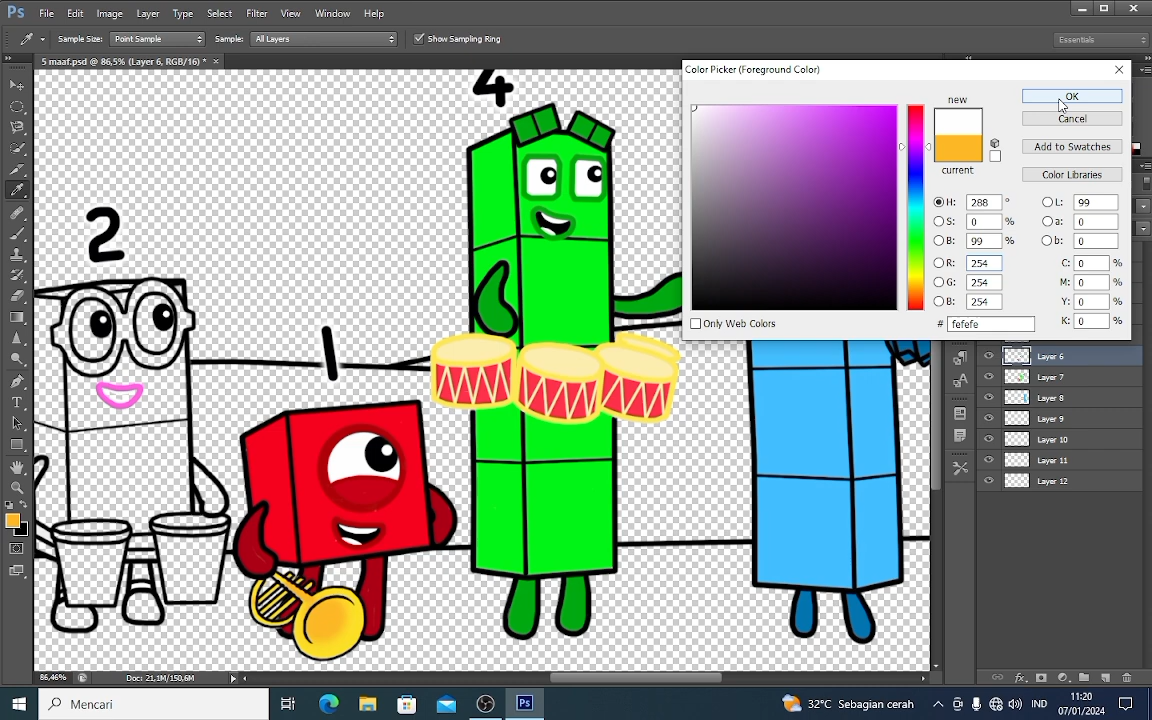 Ps File Edit Image Layer Type Select Filter View Window Help
Sample Size: Point Sample Sample: All Layers Show Sampling Ring Essentials
5 maaf.psd @ 86,5% (Layer 6, RGB/16) *
Color Picker (Foreground Color)
new
OK
Cancel
Add to Swatches
current
Color Libraries
H: 288 ° L: 99
S: 0 % a: 0
B: 99 % b: 0
R: 254 C: 0 %
G: 254 M: 0 %
B: 254 Y: 0 %
# fefefe K: 0 %
Only Web Colors
4
2
1
Layer 6
Layer 7
Layer 8
Layer 9
Layer 10
Layer 11
Layer 12
86,46% Doc: 21,1M/150,6M
Mencari
Ps
32°C Sebagian cerah
IND
11:20
07/01/2024